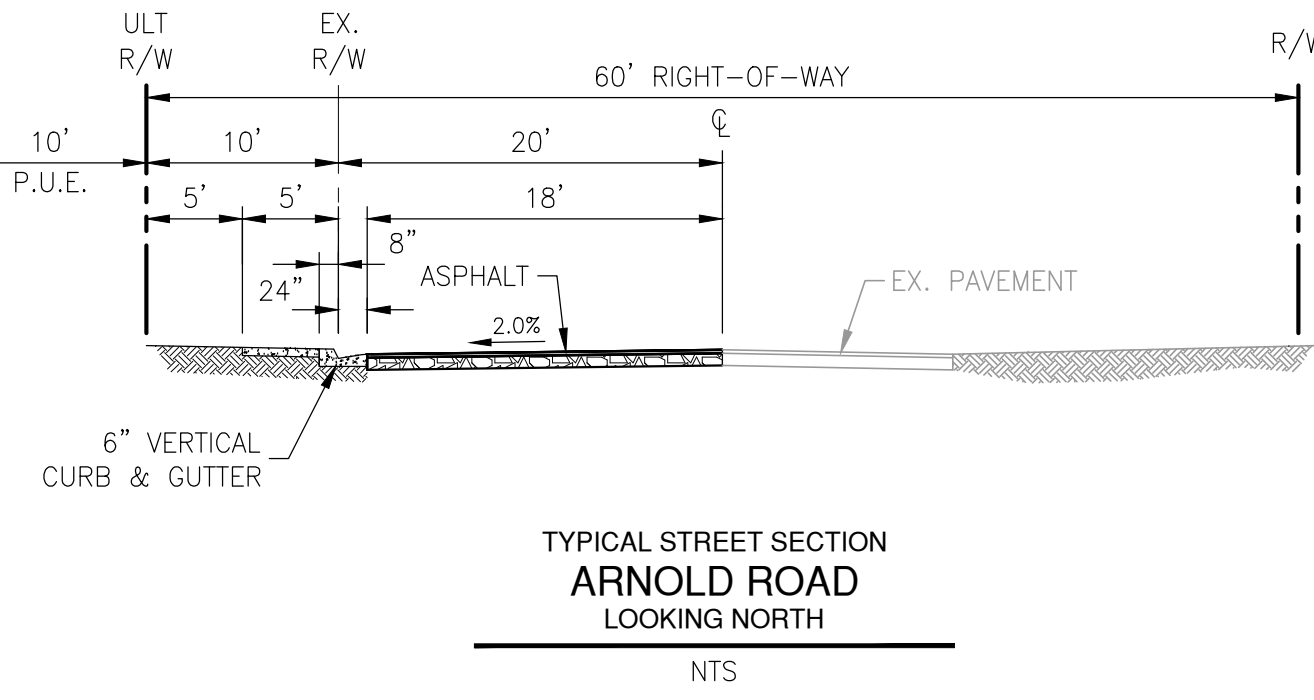 ULT
R/W
EX.
R/W
R/W
60' RIGHT-OF-WAY
℄
10'
P.U.E.
10'
20'
5'
5'
18'
8"
24"
ASPHALT
2.0%
EX. PAVEMENT
6" VERTICAL
CURB & GUTTER
TYPICAL STREET SECTION
ARNOLD ROAD
LOOKING NORTH
NTS